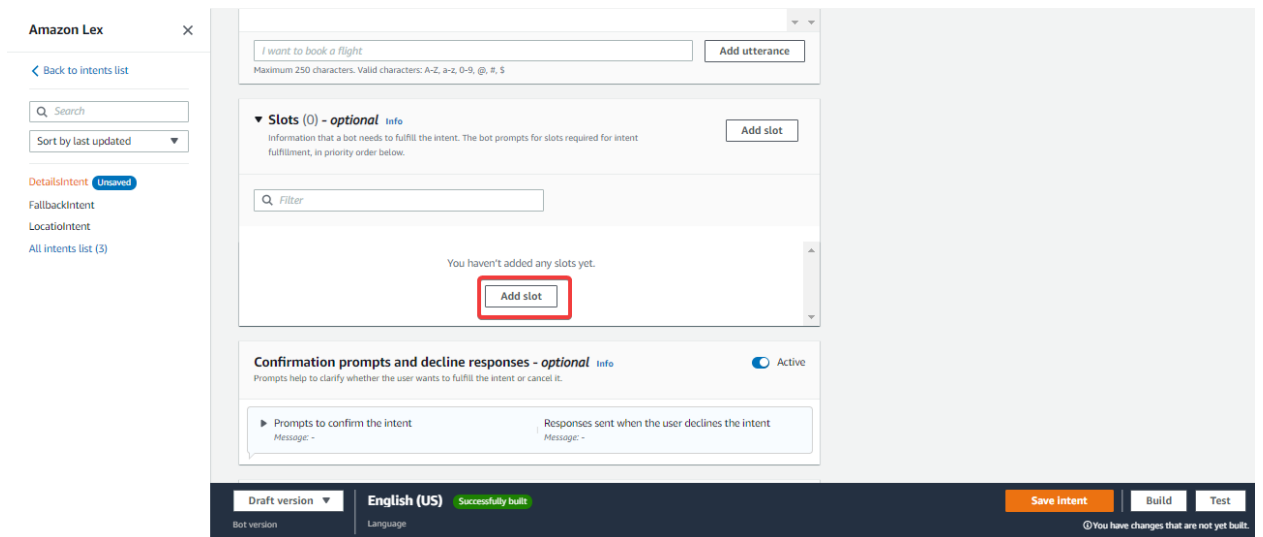 Amazon Lex
Back to intents list
Search
Sort by last updated
DetailsIntent Unsaved
FallbackIntent
LocatioIntent
All intents list (3)
I want to book a flight
Add utterance
Maximum 250 characters. Valid characters: A-Z, a-z, 0-9, @, #, $
Slots (0) - optional Info
Information that a bot needs to fulfill the intent. The bot prompts for slots required for intent
fulfillment, in priority order below.
Add slot
Filter
You haven't added any slots yet.
Add slot
Confirmation prompts and decline responses - optional Info
Prompts help to clarify whether the user wants to fulfill the intent or cancel it.
Active
Prompts to confirm the intent
Message: -
Responses sent when the user declines the intent
Message: -
Draft version
Bot version
English (US) Successfully built
Language
Save intent
Build
Test
You have changes that are not yet built.